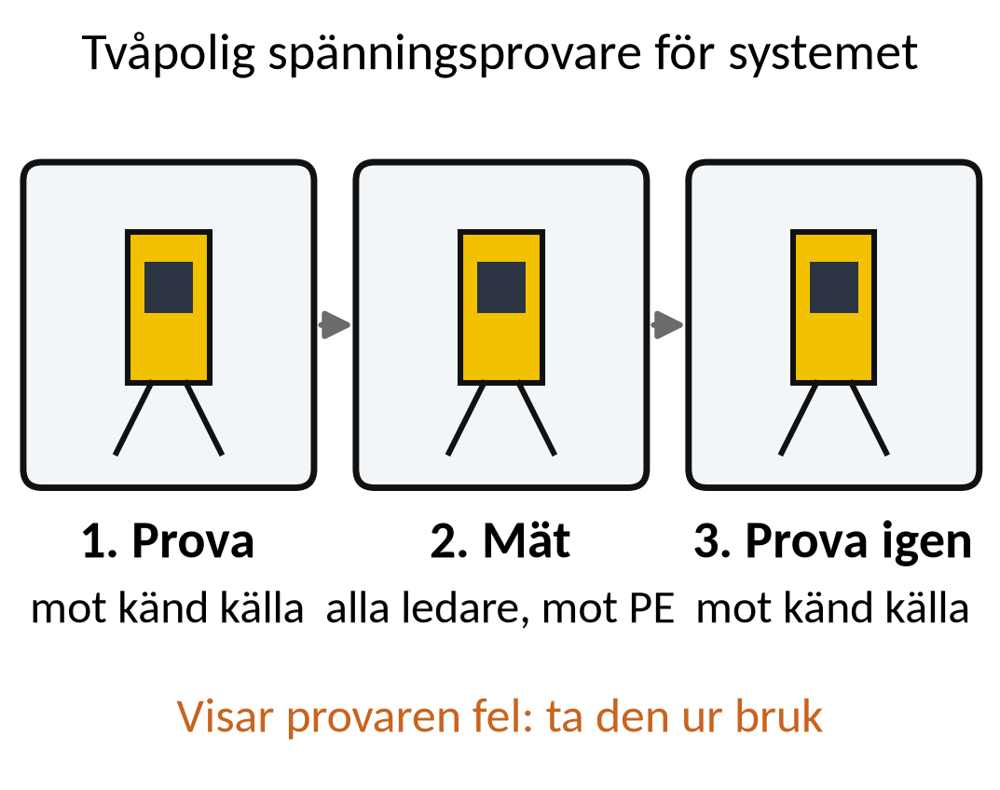 Tvåpolig spänningsprovare för systemet
1. Prova
mot känd källa
2. Mät
alla ledare, mot PE
3. Prova igen
mot känd källa
Visar provaren fel: ta den ur bruk